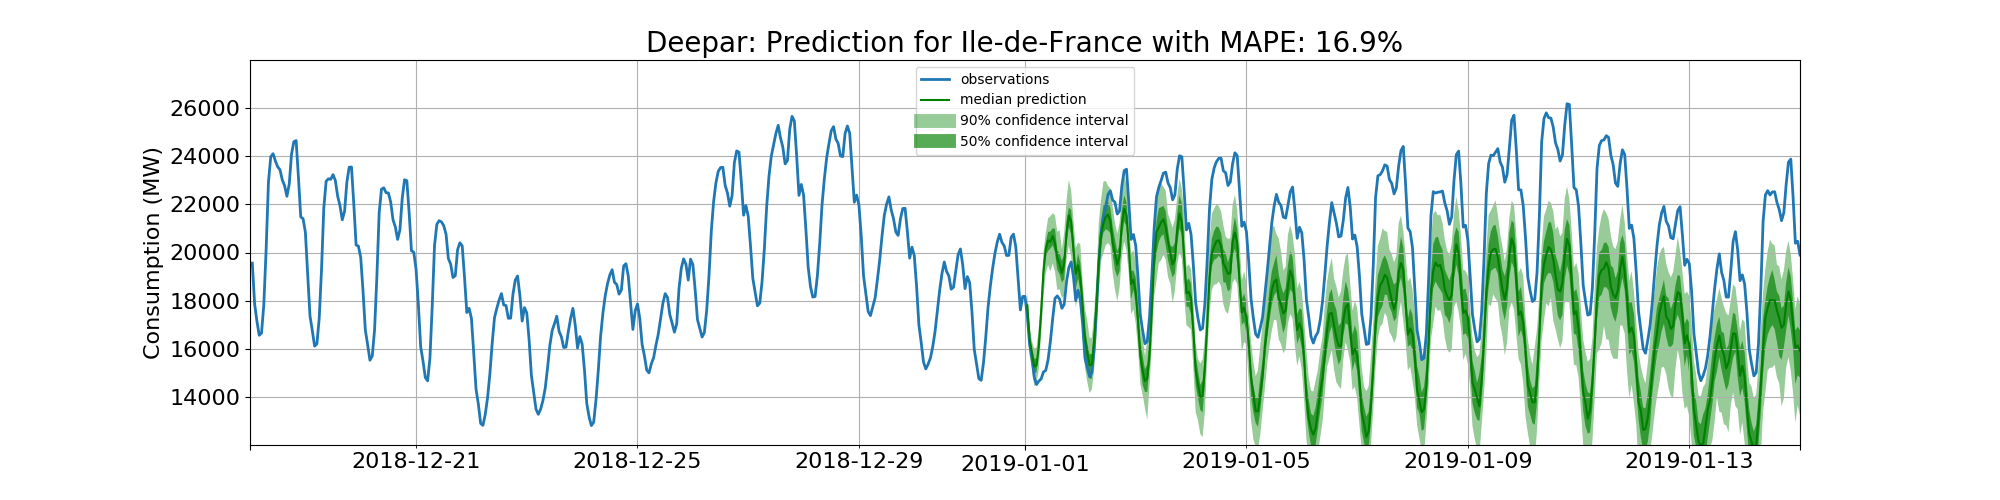 Deepar: Prediction for Ile-de-France with MAPE: 16.9%
observations
median prediction
90% confidence interval
50% confidence interval
Consumption (MW)
26000
24000
22000
20000
18000
16000
14000
2018-12-21 2018-12-25 2018-12-29 2019-01-01 2019-01-05 2019-01-09 2019-01-13